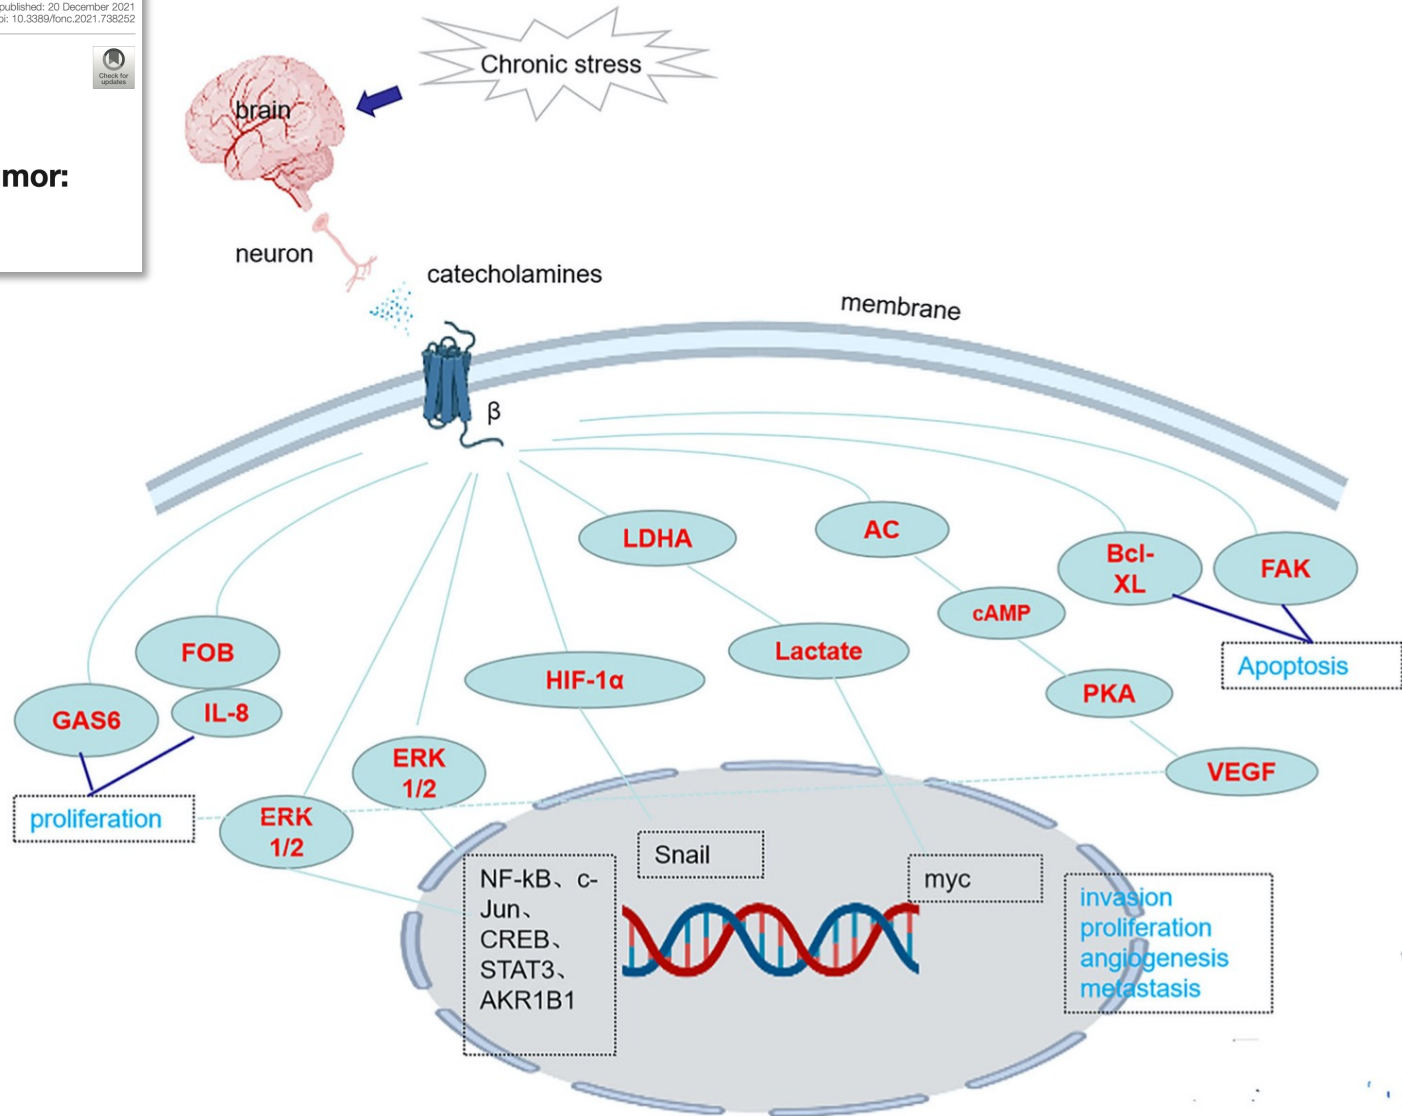 published: 20 December 2021
oi: 10.3389/fonc.2021.738252
Check for
updates
mor:
Chronic stress
brain
neuron
catecholamines
membrane
β
LDHA
AC
Bcl-
XL
FAK
cAMP
Apoptosis
FOB
Lactate
HIF-1α
PKA
GAS6
IL-8
ERK
1/2
VEGF
proliferation
ERK
1/2
Snail
myc
NF-kB、c-
Jun、
CREB、
STAT3、
AKR1B1
invasion
proliferation
angiogenesis
metastasis